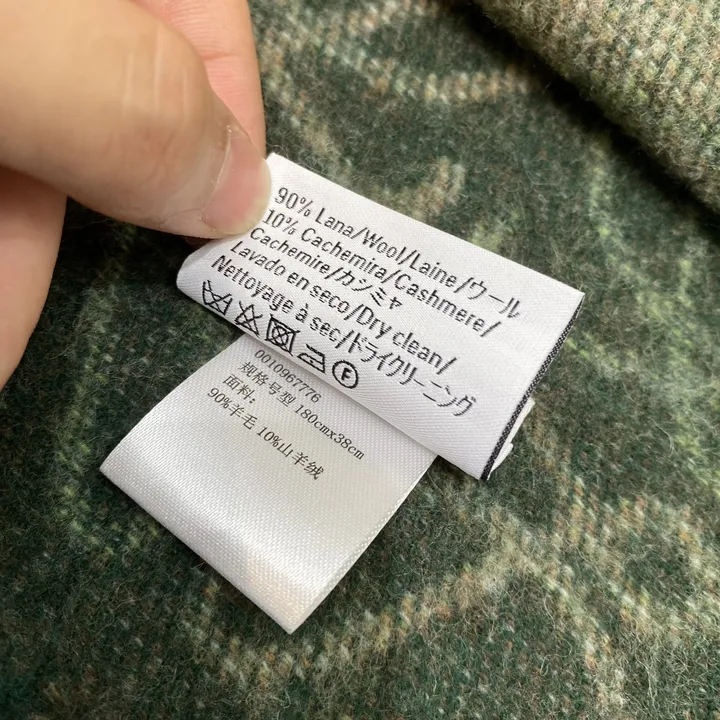 90% Lana/Wool/Laine/ウール
10% Cachemira/Cashmere/
Cachemire/カシミヤ
Lavado en seco/Dry clean/
Nettoyage à sec/ドライクリーニング
F
0010967776
规格号型 180cmx38cm
面料:
90%羊毛 10%山羊绒